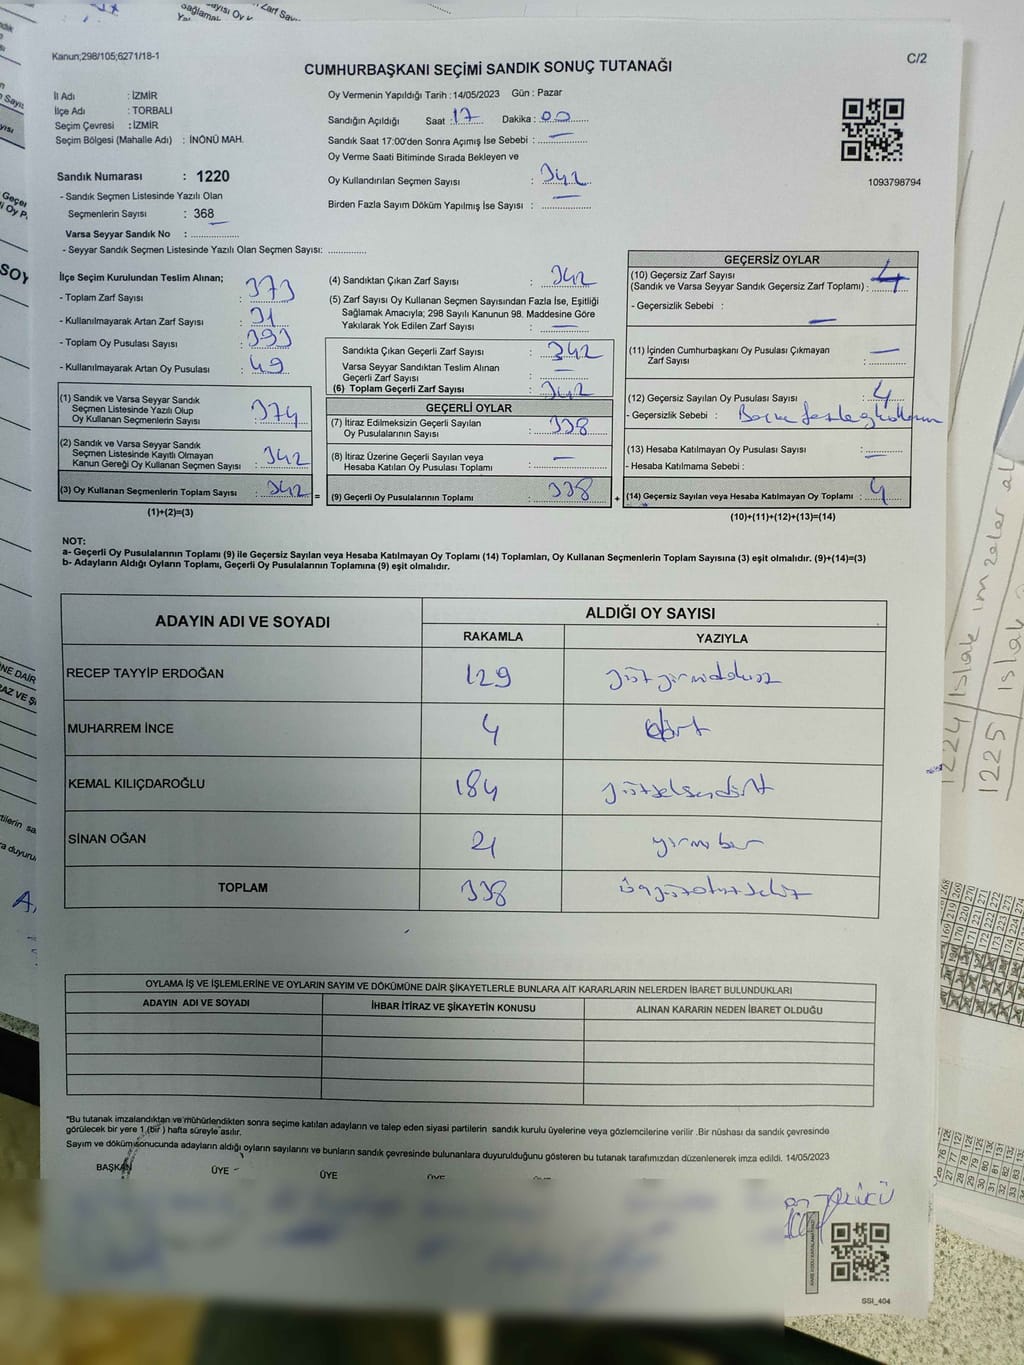 Kanun;298/105;6271/18-1
C/2
CUMHURBAŞKANI SEÇİMİ SANDIK SONUÇ TUTANAĞI
İl Adı : İZMİR
İlçe Adı : TORBALI
Seçim Çevresi : İZMİR
Seçim Bölgesi (Mahalle Adı) : İNÖNÜ MAH.
Oy Vermenin Yapıldığı Tarih : 14/05/2023 Gün : Pazar
Sandığın Açıldığı Saat : 17 Dakika : 00
Sandık Saat 17:00'den Sonra Açımış İse Sebebi : —
Oy Verme Saati Bitiminde Sırada Bekleyen ve
Oy Kullandırılan Seçmen Sayısı : 342
Birden Fazla Sayım Döküm Yapılmış İse Sayısı : —
1093798794
Sandık Numarası : 1220
- Sandık Seçmen Listesinde Yazılı Olan
Seçmenlerin Sayısı : 368
Varsa Seyyar Sandık No :
- Seyyar Sandık Seçmen Listesinde Yazılı Olan Seçmen Sayısı:
İlçe Seçim Kurulundan Teslim Alınan;
- Toplam Zarf Sayısı : 373
- Kullanılmayarak Artan Zarf Sayısı : 31
- Toplam Oy Pusulası Sayısı : 393
- Kullanılmayarak Artan Oy Pusulası : 49
(1) Sandık ve Varsa Seyyar Sandık
Seçmen Listesinde Yazılı Olup
Oy Kullanan Seçmenlerin Sayısı : 374
(2) Sandık ve Varsa Seyyar Sandık
Seçmen Listesinde Kayıtlı Olmayan
Kanun Gereği Oy Kullanan Seçmen Sayısı : 342
(3) Oy Kullanan Seçmenlerin Toplam Sayısı : 342 =
(1)+(2)=(3)
(4) Sandıktan Çıkan Zarf Sayısı : 342
(5) Zarf Sayısı Oy Kullanan Seçmen Sayısından Fazla İse, Eşitliği
Sağlamak Amacıyla; 298 Sayılı Kanunun 98. Maddesine Göre
Yakılarak Yok Edilen Zarf Sayısı : —
Sandıkta Çıkan Geçerli Zarf Sayısı : 342
Varsa Seyyar Sandıktan Teslim Alınan
Geçerli Zarf Sayısı : —
(6) Toplam Geçerli Zarf Sayısı : 342
GEÇERLİ OYLAR
(7) İtiraz Edilmeksizin Geçerli Sayılan
Oy Pusulalarının Sayısı : 338
(8) İtiraz Üzerine Geçerli Sayılan veya
Hesaba Katılan Oy Pusulası Toplamı : —
(9) Geçerli Oy Pusulalarının Toplamı : 338 +
GEÇERSİZ OYLAR
(10) Geçersiz Zarf Sayısı
(Sandık ve Varsa Seyyar Sandık Geçersiz Zarf Toplamı) : 4
- Geçersizlik Sebebi : —
(11) İçinden Cumhurbaşkanı Oy Pusulası Çıkmayan
Zarf Sayısı : —
(12) Geçersiz Sayılan Oy Pusulası Sayısı : 4
- Geçersizlik Sebebi :
(13) Hesaba Katılmayan Oy Pusulası Sayısı : —
- Hesaba Katılmama Sebebi :
(14) Geçersiz Sayılan veya Hesaba Katılmayan Oy Toplamı : 4
(10)+(11)+(12)+(13)=(14)
NOT:
a- Geçerli Oy Pusulalarının Toplamı (9) ile Geçersiz Sayılan veya Hesaba Katılmayan Oy Toplamı (14) Toplamları, Oy Kullanan Seçmenlerin Toplam Sayısına (3) eşit olmalıdır. (9)+(14)=(3)
b- Adayların Aldığı Oyların Toplamı, Geçerli Oy Pusulalarının Toplamına (9) eşit olmalıdır.
ADAYIN ADI VE SOYADI
ALDIĞI OY SAYISI
RAKAMLA YAZIYLA
RECEP TAYYİP ERDOĞAN 129 yüzyirmidokuz
MUHARREM İNCE 4 dört
KEMAL KILIÇDAROĞLU 184 yüzseksendört
SİNAN OĞAN 21 yirmibir
TOPLAM 338 üçyüzotuzsekiz
OYLAMA İŞ VE İŞLEMLERİNE VE OYLARIN SAYIM VE DÖKÜMÜNE DAİR ŞİKAYETLERLE BUNLARA AİT KARARLARIN NELERDEN İBARET BULUNDUKLARI
ADAYIN ADI VE SOYADI İHBAR İTİRAZ VE ŞİKAYETİN KONUSU ALINAN KARARIN NEDEN İBARET OLDUĞU
*Bu tutanak imzalandıktan ve mühürlendikten sonra seçime katılan adayların ve talep eden siyasi partilerin sandık kurulu üyelerine veya gözlemcilerine verilir .Bir nüshası da sandık çevresinde
görülecek bir yere 1 (bir ) hafta süreyle asılır.
Sayım ve döküm sonucunda adayların aldığı oyların sayılarını ve bunların sandık çevresinde bulunanlara duyurulduğunu gösteren bu tutanak tarafımızdan düzenlenerek imza edildi. 14/05/2023
BAŞKAN ÜYE ÜYE ÜYE
SSI_404
1224 Islak imzalar al
1225 Islak